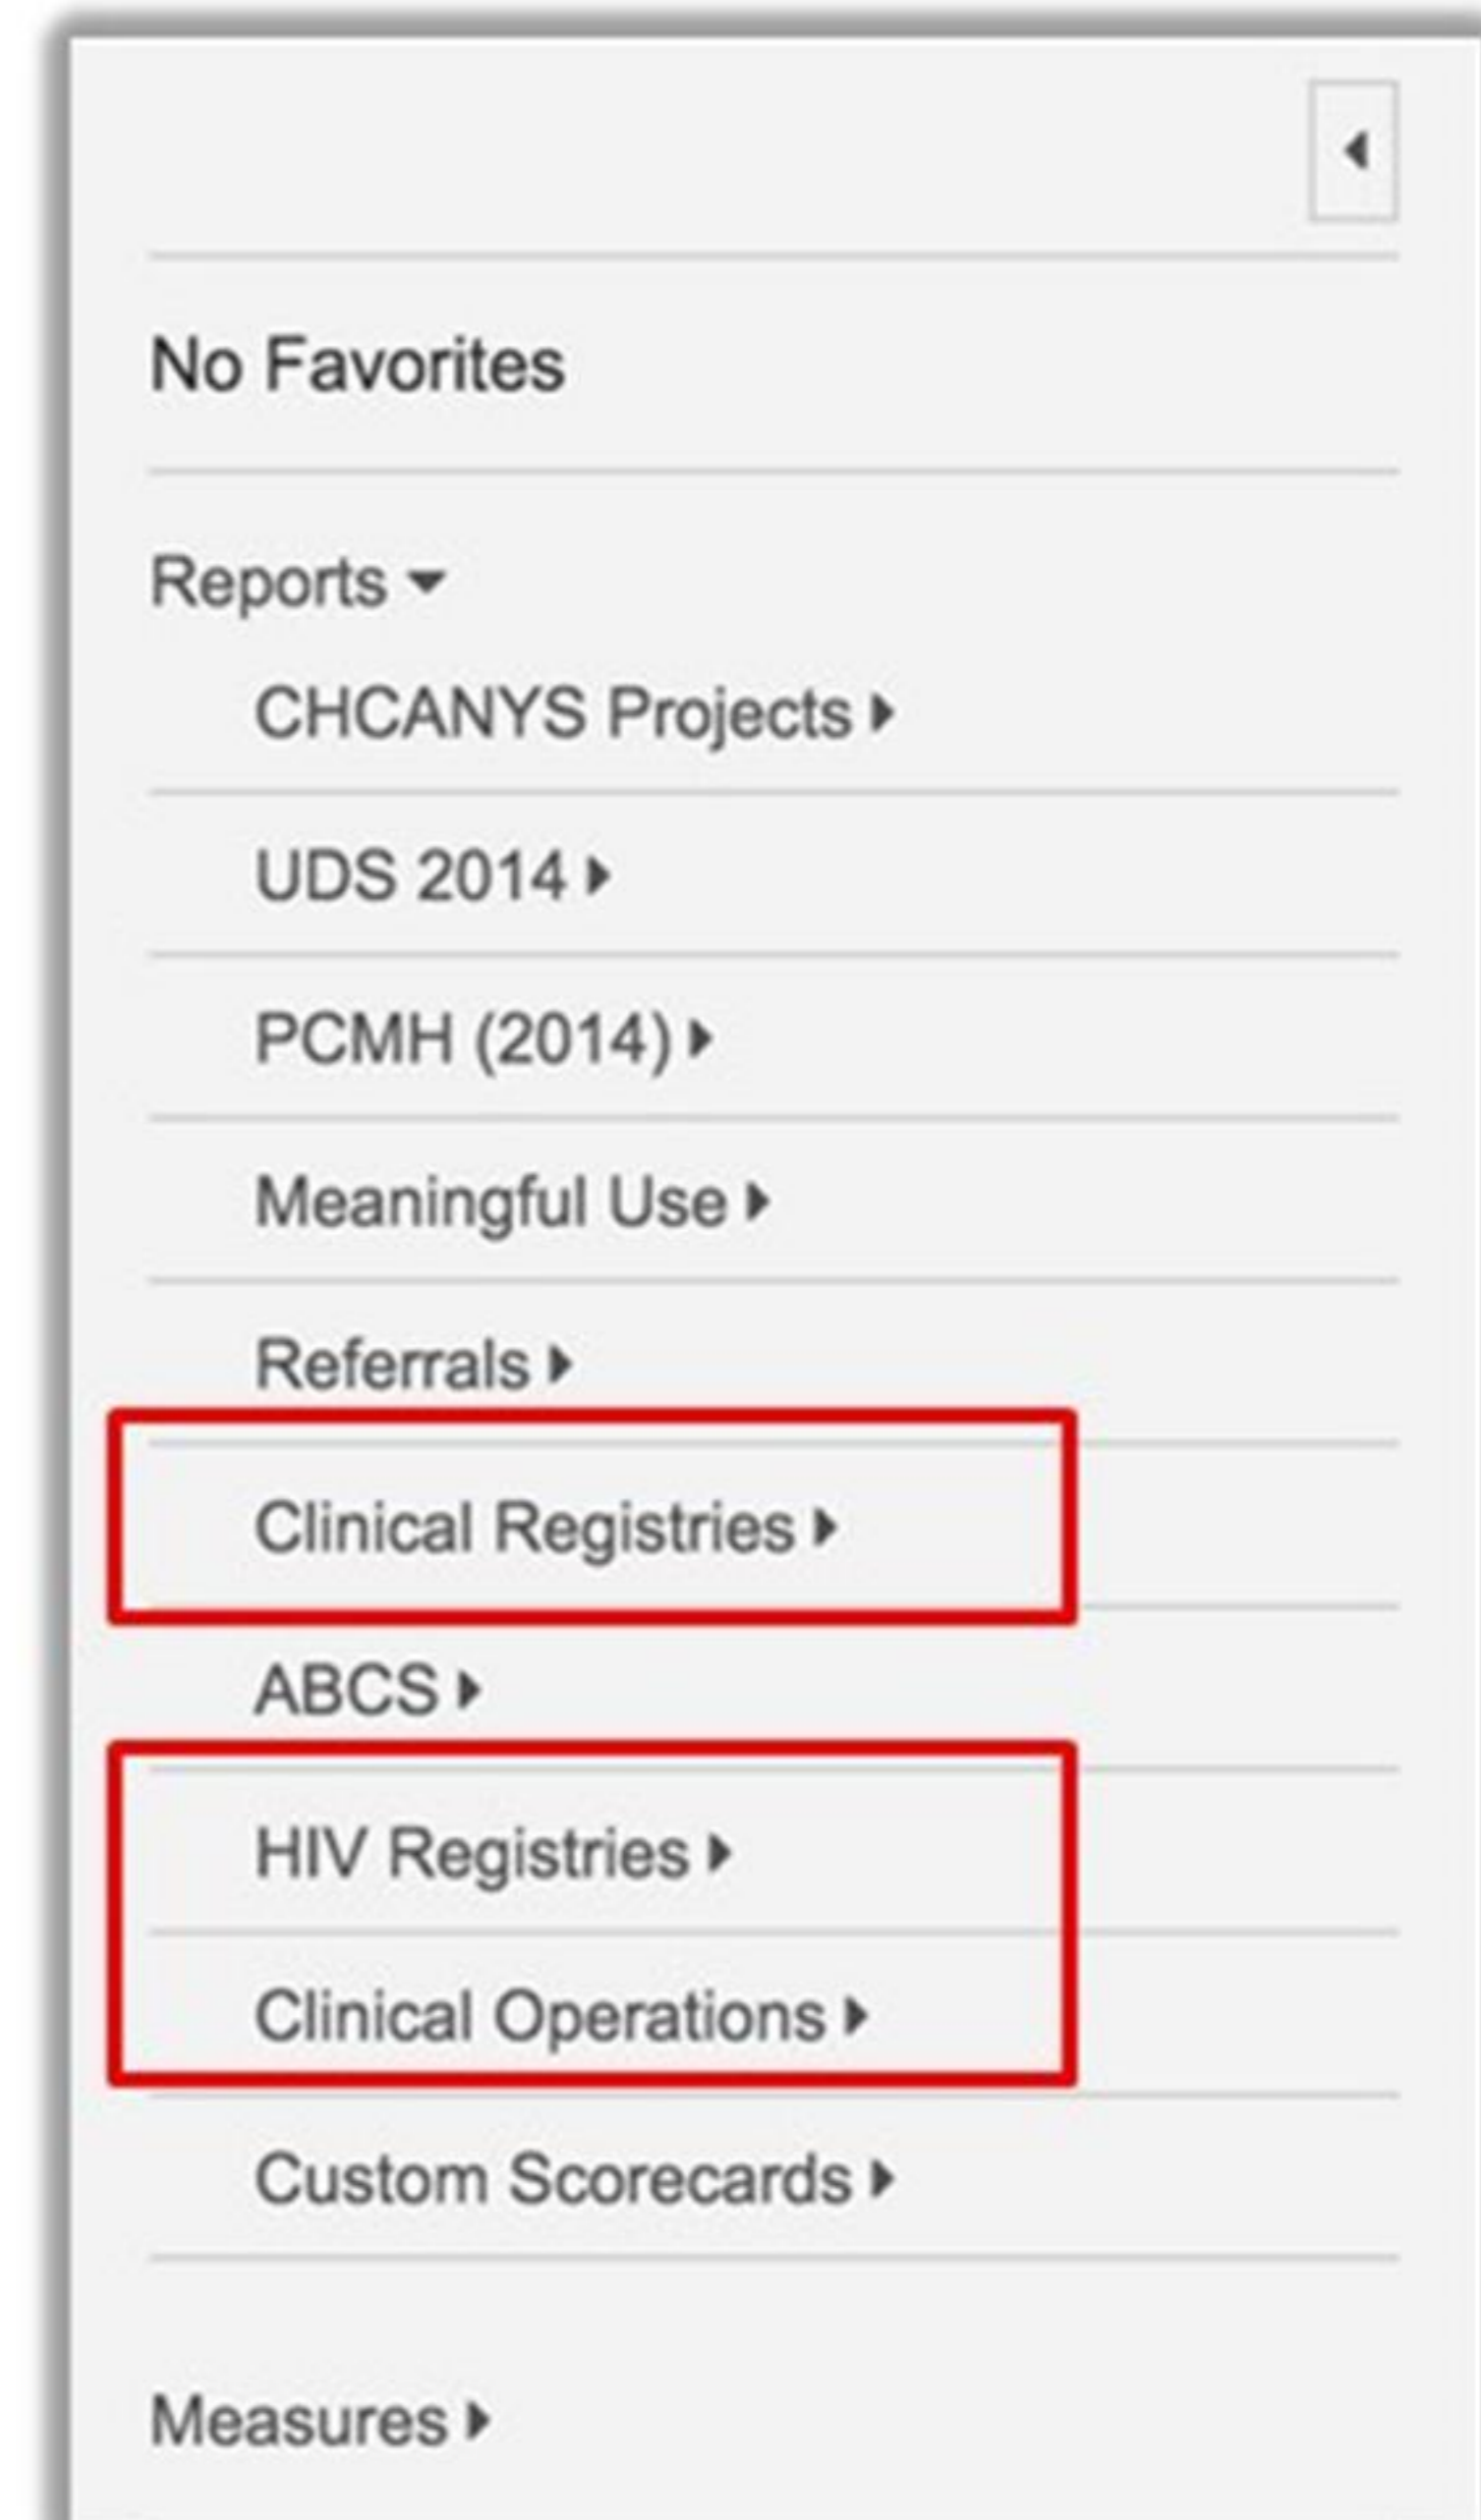 No Favorites
Reports
CHCANYS Projects
UDS 2014
PCMH (2014)
Meaningful Use
Referrals
Clinical Registries
ABCS
HIV Registries
Clinical Operations
Custom Scorecards
Measures